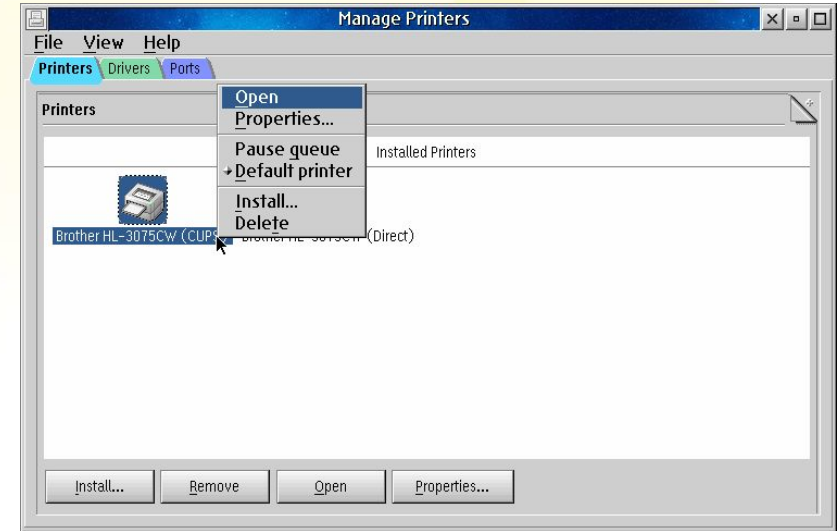 Manage Printers
File View Help
Printers Drivers Ports
Printers
Open
Properties...
Pause queue
Default printer
Install...
Delete
Installed Printers
Brother HL-3075CW (CUPS)
(Direct)
Install... Remove Open Properties...